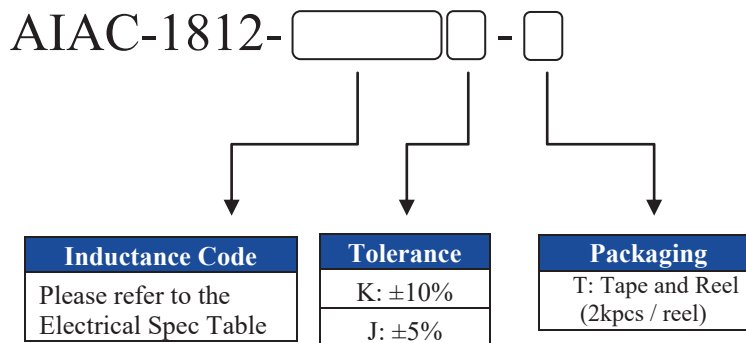 AIAC-1812- -
Inductance Code
Please refer to the
Electrical Spec Table
Tolerance
K: ±10%
J: ±5%
Packaging
T: Tape and Reel
(2kpcs / reel)